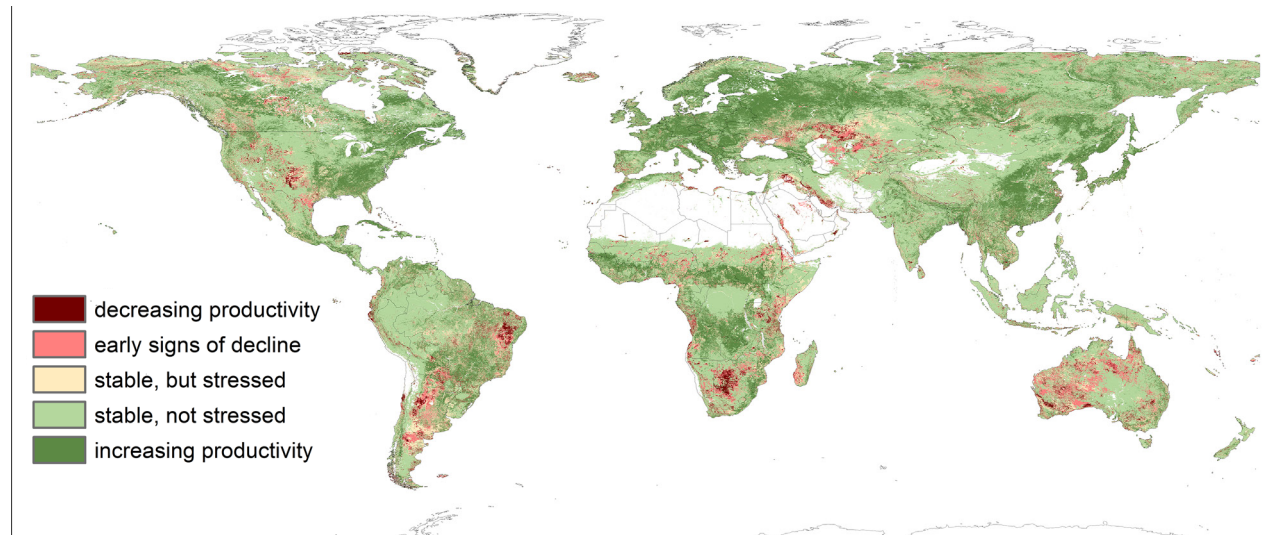 decreasing productivity
early signs of decline
stable, but stressed
stable, not stressed
increasing productivity